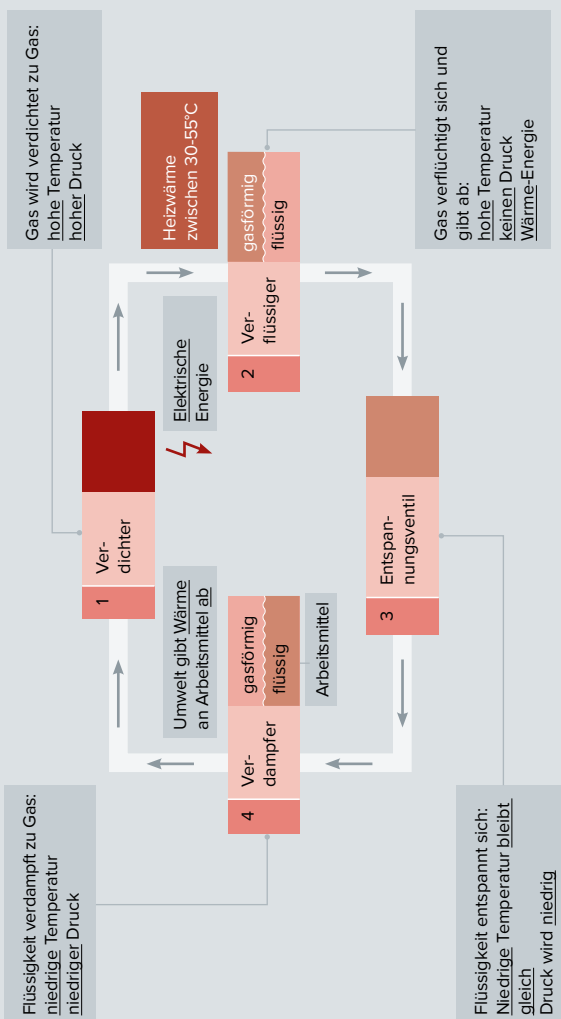 Flüssigkeit verdampft zu Gas:
niedrige Temperatur
niedriger Druck
Gas wird verdichtet zu Gas:
hohe Temperatur
hoher Druck
1
Ver-
dichter
Umwelt gibt Wärme
an Arbeitsmittel ab
Elektrische
Energie
Heizwärme
zwischen 30-55°C
4
Ver-
dampfer
gasförmig
flüssig
Arbeitsmittel
2
Ver-
flüssiger
gasförmig
flüssig
3
Entspan-
nungsventil
Flüssigkeit entspannt sich:
Niedrige Temperatur bleibt
gleich
Druck wird niedrig
Gas verflüchtigt sich und
gibt ab:
hohe Temperatur
keinen Druck
Wärme-Energie